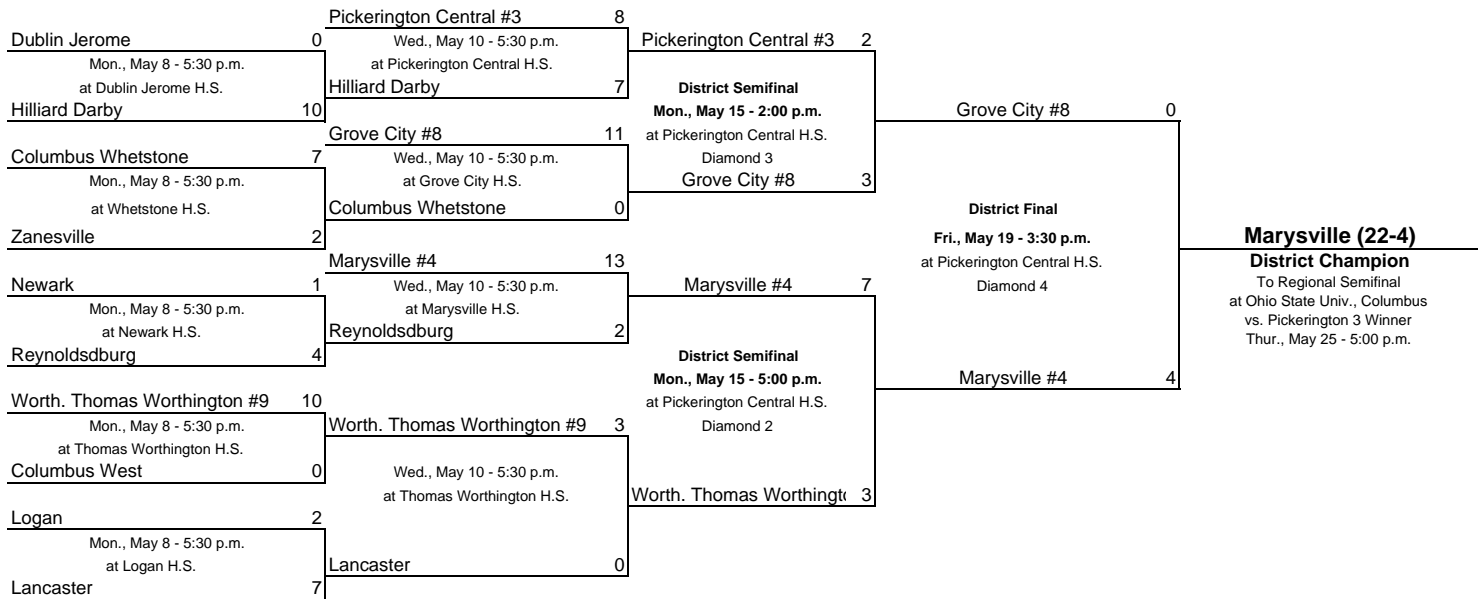 Dublin Jerome 0
Mon., May 8 - 5:30 p.m.
at Dublin Jerome H.S.
Hilliard Darby 10
Columbus Whetstone 7
Mon., May 8 - 5:30 p.m.
at Whetstone H.S.
Zanesville 2
Newark 1
Mon., May 8 - 5:30 p.m.
at Newark H.S.
Reynoldsdburg 4
Worth. Thomas Worthington #9 10
Mon., May 8 - 5:30 p.m.
at Thomas Worthington H.S.
Columbus West 0
Logan 2
Mon., May 8 - 5:30 p.m.
at Logan H.S.
Lancaster 7
Pickerington Central #3 8
Wed., May 10 - 5:30 p.m.
at Pickerington Central H.S.
Hilliard Darby 7
Grove City #8 11
Wed., May 10 - 5:30 p.m.
at Grove City H.S.
Columbus Whetstone 0
Marysville #4 13
Wed., May 10 - 5:30 p.m.
at Marysville H.S.
Reynoldsdburg 2
Worth. Thomas Worthington #9 3
Wed., May 10 - 5:30 p.m.
at Thomas Worthington H.S.
Lancaster 0
Pickerington Central #3 2
District Semifinal
Mon., May 15 - 2:00 p.m.
at Pickerington Central H.S.
Diamond 3
Grove City #8 3
Marysville #4 7
District Semifinal
Mon., May 15 - 5:00 p.m.
at Pickerington Central H.S.
Diamond 2
Worth. Thomas Worthingt 3
Grove City #8 0
District Final
Fri., May 19 - 3:30 p.m.
at Pickerington Central H.S.
Diamond 4
Marysville #4 4
Marysville (22-4)
District Champion
To Regional Semifinal
at Ohio State Univ., Columbus
vs. Pickerington 3 Winner
Thur., May 25 - 5:00 p.m.